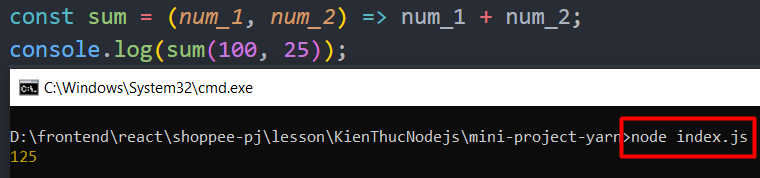 const sum = (num_1, num_2) => num_1 + num_2;
console.log(sum(100, 25));
C:\Windows\System32\cmd.exe
D:\frontend\react\shoppee-pj\lesson\KienThucNodejs\mini-project-yarn>node index.js
125